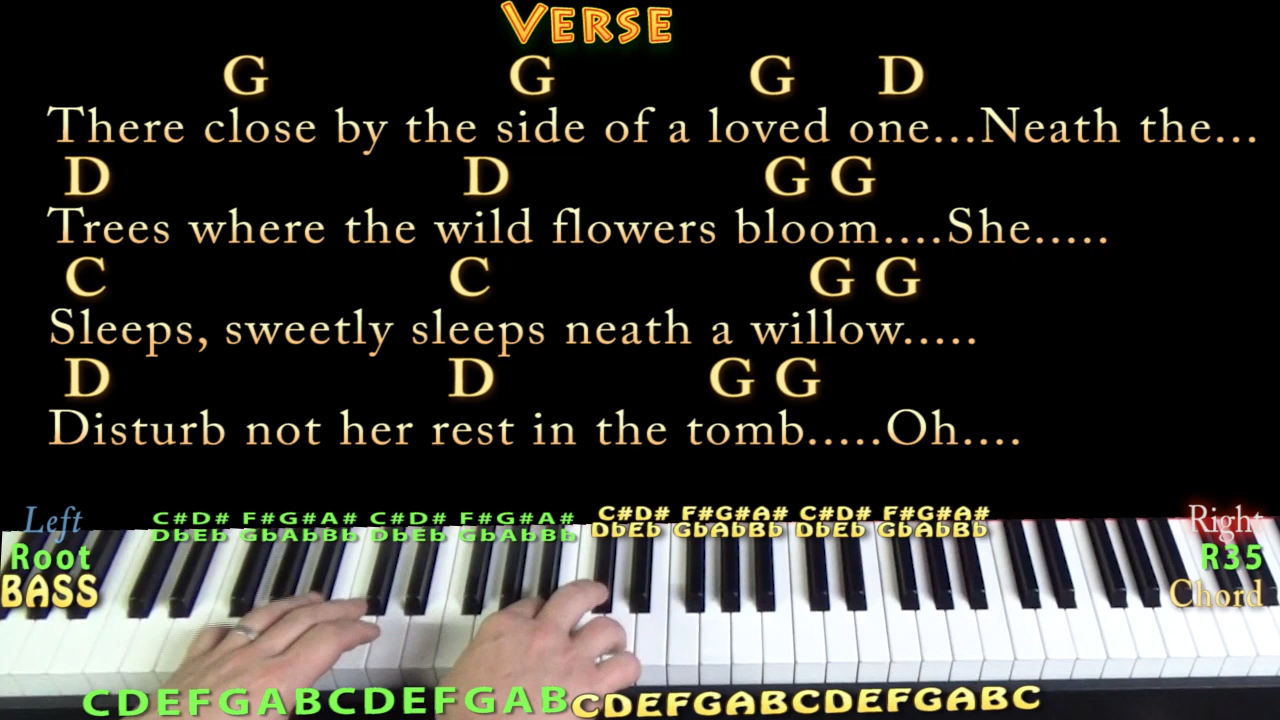 VERSE
G G G D
There close by the side of a loved one...Neath the...
D D G G
Trees where the wild flowers bloom....She.....
C C G G
Sleeps, sweetly sleeps neath a willow.....
D D G G
Disturb not her rest in the tomb.....Oh....
Left C#D# F#G#A# C#D# F#G#A# C#D# F#G#A# C#D# F#G#A# Right
DbEb GbAbBb DbEb GbAbBb DbEb GbAbBb DbEb GbAbBb
Root R35
BASS Chord
CDEFGABCDEFGAB CDEFGABCDEFGABC